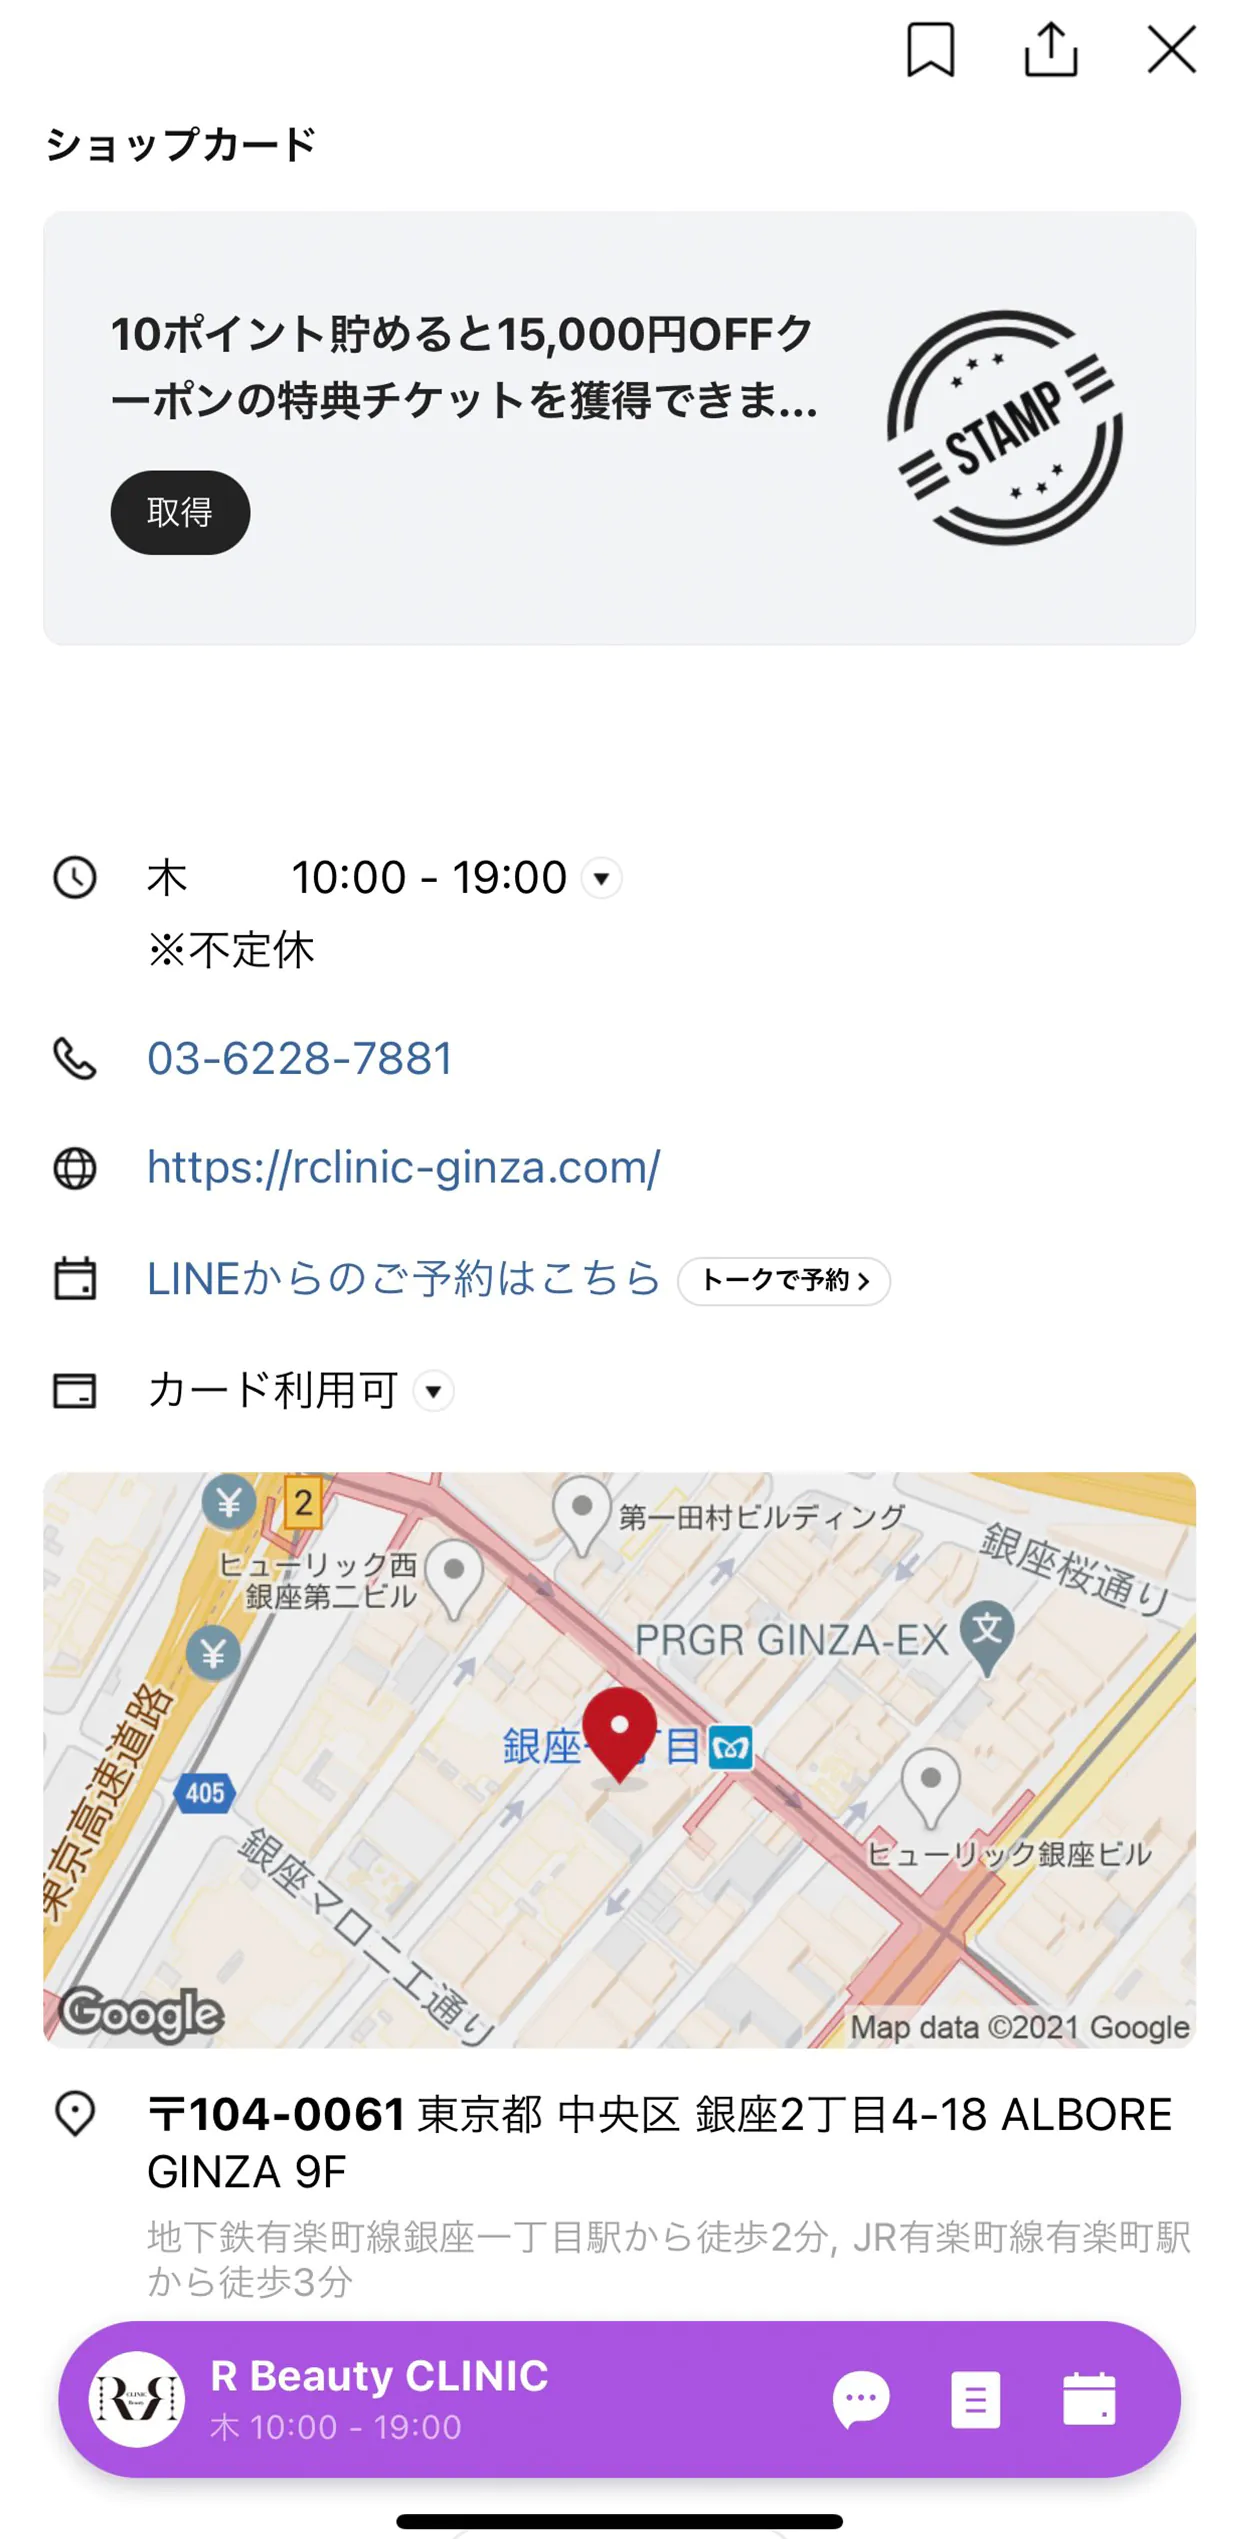 ショップカード
10ポイント貯めると15,000円OFFク
ーポンの特典チケットを獲得できま...
STAMP
取得
木 10:00 - 19:00
※不定休
03-6228-7881
https://rclinic-ginza.com/
LINEからのご予約はこちら トークで予約
カード利用可
2
第一田村ビルディング
銀座桜通り
ヒューリック西
銀座第二ビル
PRGR GINZA-EX
文
¥
¥
銀座 丁目
405
東京高速道路
銀座マロニエ通り
ヒューリック銀座ビル
Google
Map data ©2021 Google
〒104-0061 東京都 中央区 銀座2丁目4-18 ALBORE
GINZA 9F
地下鉄有楽町線銀座一丁目駅から徒歩2分, JR有楽町線有楽町駅
から徒歩3分
R Beauty CLINIC
木 10:00 - 19:00